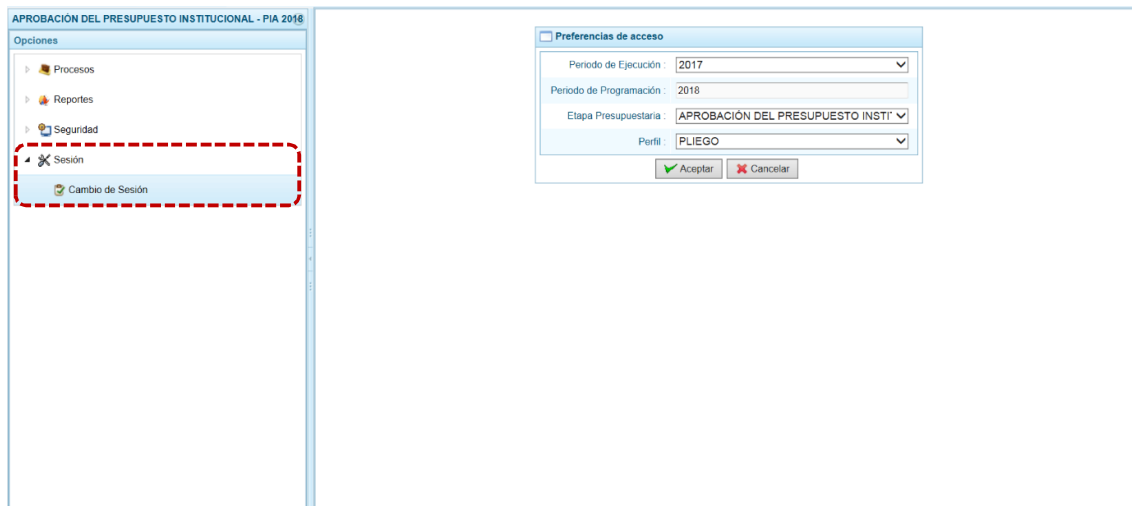 APROBACIÓN DEL PRESUPUESTO INSTITUCIONAL - PIA 2018
Opciones
Procesos
Reportes
Seguridad
Sesión
Cambio de Sesión
Preferencias de acceso
Periodo de Ejecución : 2017
Periodo de Programación : 2018
Etapa Presupuestaria : APROBACIÓN DEL PRESUPUESTO INSTI
Perfil : PLIEGO
Aceptar Cancelar